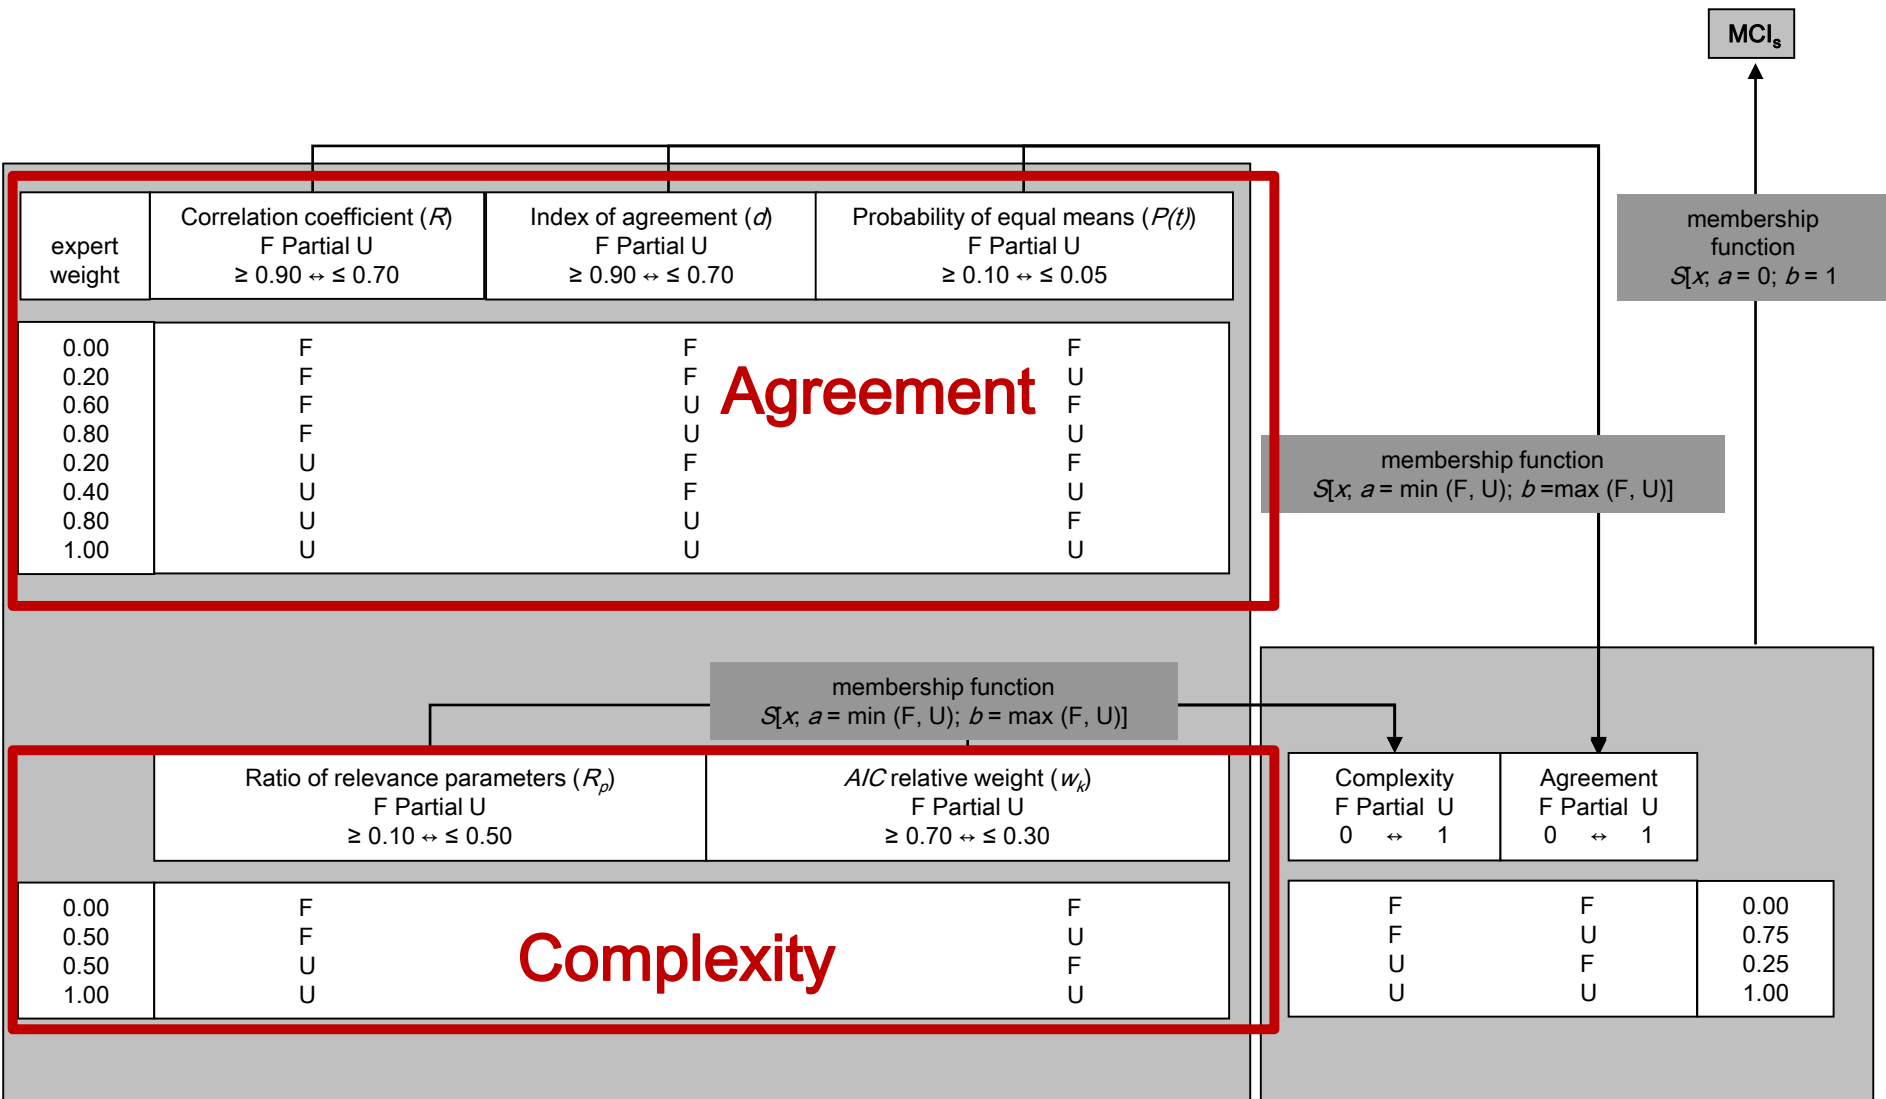 MCIs
expert
weight
Correlation coefficient (R)
F Partial U
≥ 0.90 ↔ ≤ 0.70
Index of agreement (d)
F Partial U
≥ 0.90 ↔ ≤ 0.70
Probability of equal means (P(t))
F Partial U
≥ 0.10 ↔ ≤ 0.05
membership
function
S[x; a = 0; b = 1
0.00 F F F
0.20 F F U
0.60 F U F
0.80 F U U
0.20 U F F
0.40 U F U
0.80 U U F
1.00 U U U
Agreement
membership function
S[x; a = min (F, U); b =max (F, U)]
membership function
S[x; a = min (F, U); b = max (F, U)]
Ratio of relevance parameters (Rp)
F Partial U
≥ 0.10 ↔ ≤ 0.50
AIC relative weight (wk)
F Partial U
≥ 0.70 ↔ ≤ 0.30
Complexity
F Partial U
0 ↔ 1
Agreement
F Partial U
0 ↔ 1
0.00 F F
0.50 F U
0.50 U F
1.00 U U
Complexity
F F 0.00
F U 0.75
U F 0.25
U U 1.00